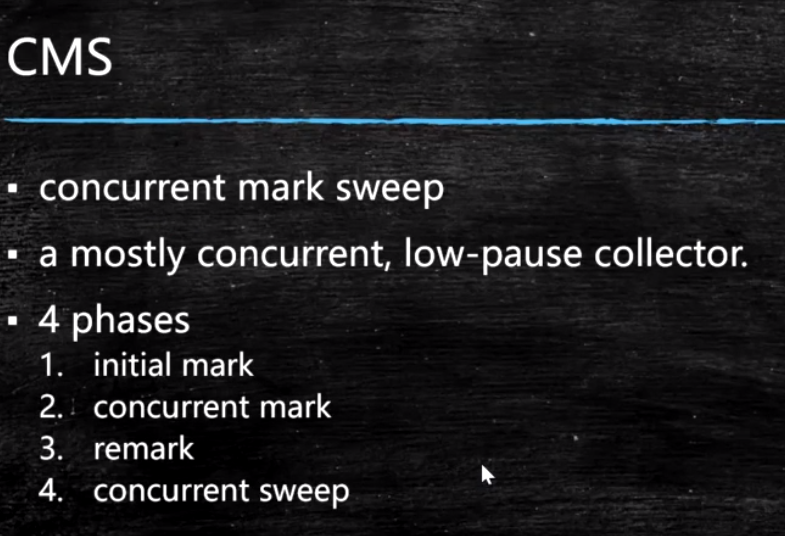 CMS
▪ concurrent mark sweep
▪ a mostly concurrent, low-pause collector.
▪ 4 phases
1. initial mark
2. concurrent mark
3. remark
4. concurrent sweep